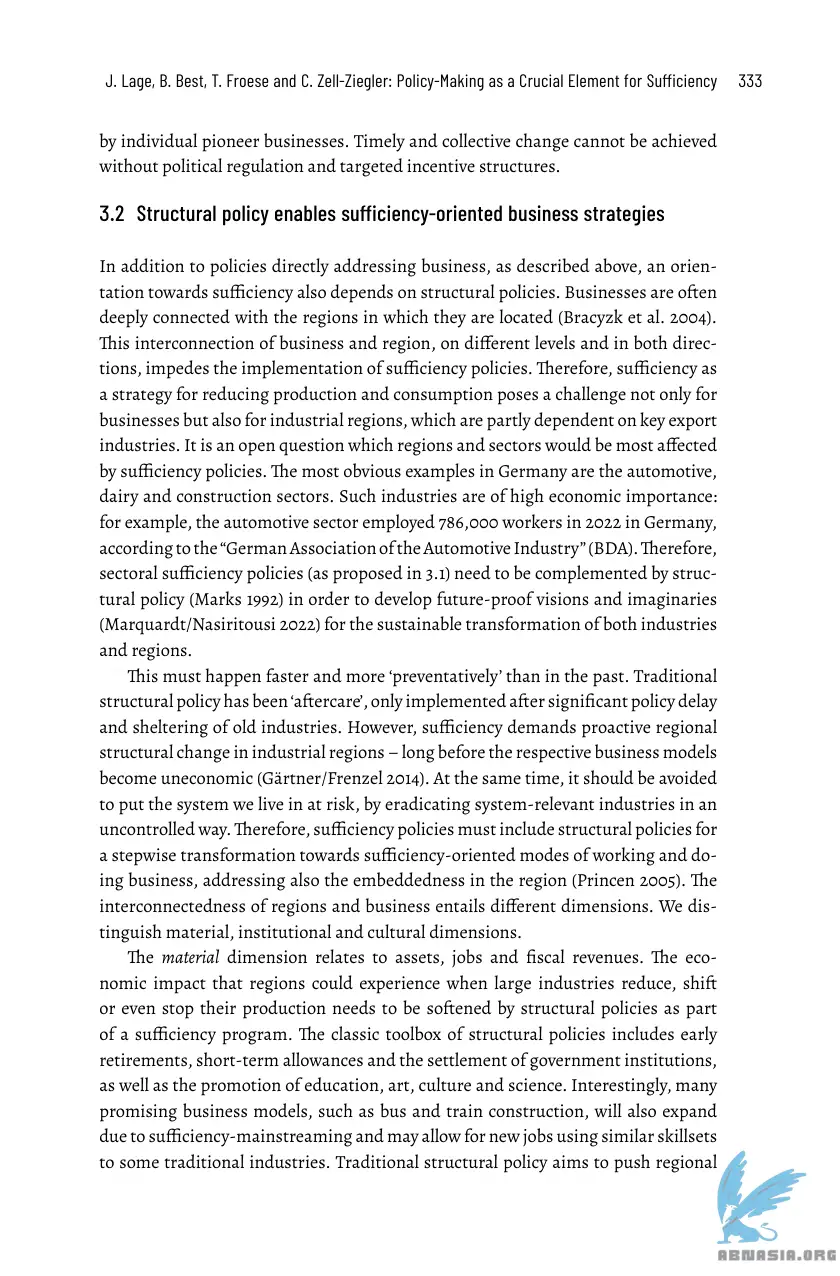 J. Lage, B. Best, T. Froese and C. Zell-Ziegler: Policy-Making as a Crucial Element for Sufficiency 333
by individual pioneer businesses. Timely and collective change cannot be achieved
without political regulation and targeted incentive structures.
3.2 Structural policy enables sufficiency-oriented business strategies
In addition to policies directly addressing business, as described above, an orien-
tation towards sufficiency also depends on structural policies. Businesses are often
deeply connected with the regions in which they are located (Bracyzk et al. 2004).
This interconnection of business and region, on different levels and in both direc-
tions, impedes the implementation of sufficiency policies. Therefore, sufficiency as
a strategy for reducing production and consumption poses a challenge not only for
businesses but also for industrial regions, which are partly dependent on key export
industries. It is an open question which regions and sectors would be most affected
by sufficiency policies. The most obvious examples in Germany are the automotive,
dairy and construction sectors. Such industries are of high economic importance:
for example, the automotive sector employed 786,000 workers in 2022 in Germany,
according to the “German Association of the Automotive Industry” (BDA). Therefore,
sectoral sufficiency policies (as proposed in 3.1) need to be complemented by struc-
tural policy (Marks 1992) in order to develop future-proof visions and imaginaries
(Marquardt/Nasiritousi 2022) for the sustainable transformation of both industries
and regions.
This must happen faster and more ‘preventatively’ than in the past. Traditional
structural policy has been ‘aftercare’, only implemented after significant policy delay
and sheltering of old industries. However, sufficiency demands proactive regional
structural change in industrial regions – long before the respective business models
become uneconomic (Gärtner/Frenzel 2014). At the same time, it should be avoided
to put the system we live in at risk, by eradicating system-relevant industries in an
uncontrolled way. Therefore, sufficiency policies must include structural policies for
a stepwise transformation towards sufficiency-oriented modes of working and do-
ing business, addressing also the embeddedness in the region (Princen 2005). The
interconnectedness of regions and business entails different dimensions. We dis-
tinguish material, institutional and cultural dimensions.
The material dimension relates to assets, jobs and fiscal revenues. The eco-
nomic impact that regions could experience when large industries reduce, shift
or even stop their production needs to be softened by structural policies as part
of a sufficiency program. The classic toolbox of structural policies includes early
retirements, short-term allowances and the settlement of government institutions,
as well as the promotion of education, art, culture and science. Interestingly, many
promising business models, such as bus and train construction, will also expand
due to sufficiency-mainstreaming and may allow for new jobs using similar skillsets
to some traditional industries. Traditional structural policy aims to push regional
ABNASIA.ORG